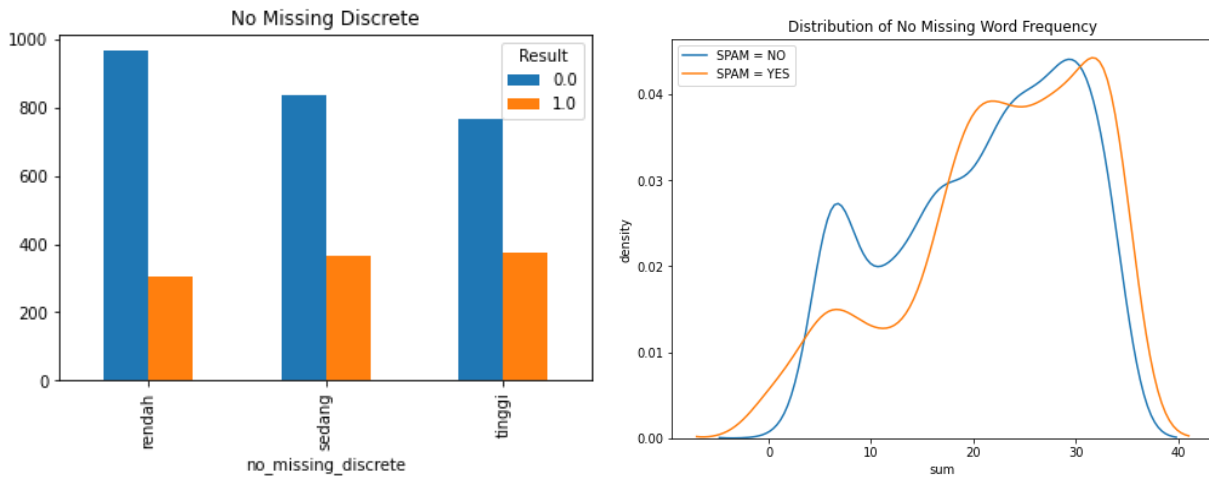 No Missing Discrete
1000
800
600
400
200
0
Result
0.0
1.0
rendah
sedang
tinggi
no_missing_discrete
Distribution of No Missing Word Frequency
SPAM = NO
SPAM = YES
0.04
0.03
0.02
0.01
0.00
density
0
10
20
30
40
sum